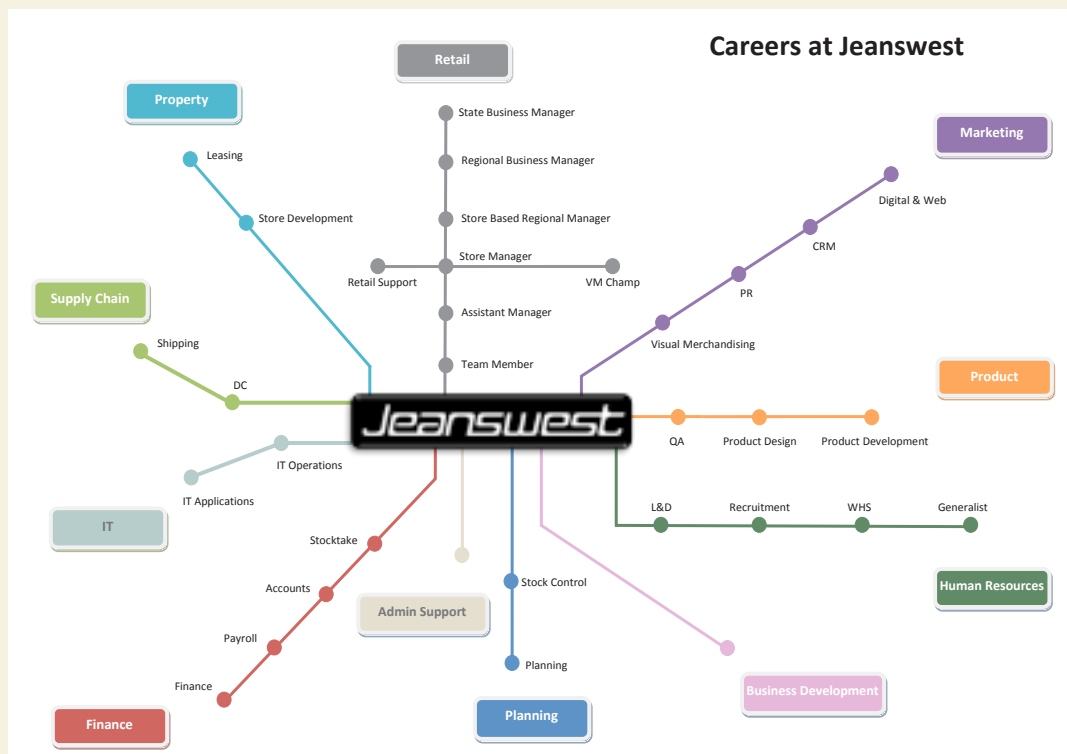 Careers at Jeanswest
Retail
Property
Marketing
State Business Manager
Leasing
Regional Business Manager
Digital & Web
Store Development
Store Based Regional Manager
CRM
Store Manager
Retail Support
VM Champ
PR
Supply Chain
Assistant Manager
Shipping
Visual Merchandising
Team Member
Product
DC
Jeanswest
QA
Product Design
Product Development
IT Operations
IT Applications
L&D
Recruitment
WHS
Generalist
IT
Stocktake
Stock Control
Accounts
Human Resources
Admin Support
Payroll
Planning
Finance
Business Development
Planning
Finance